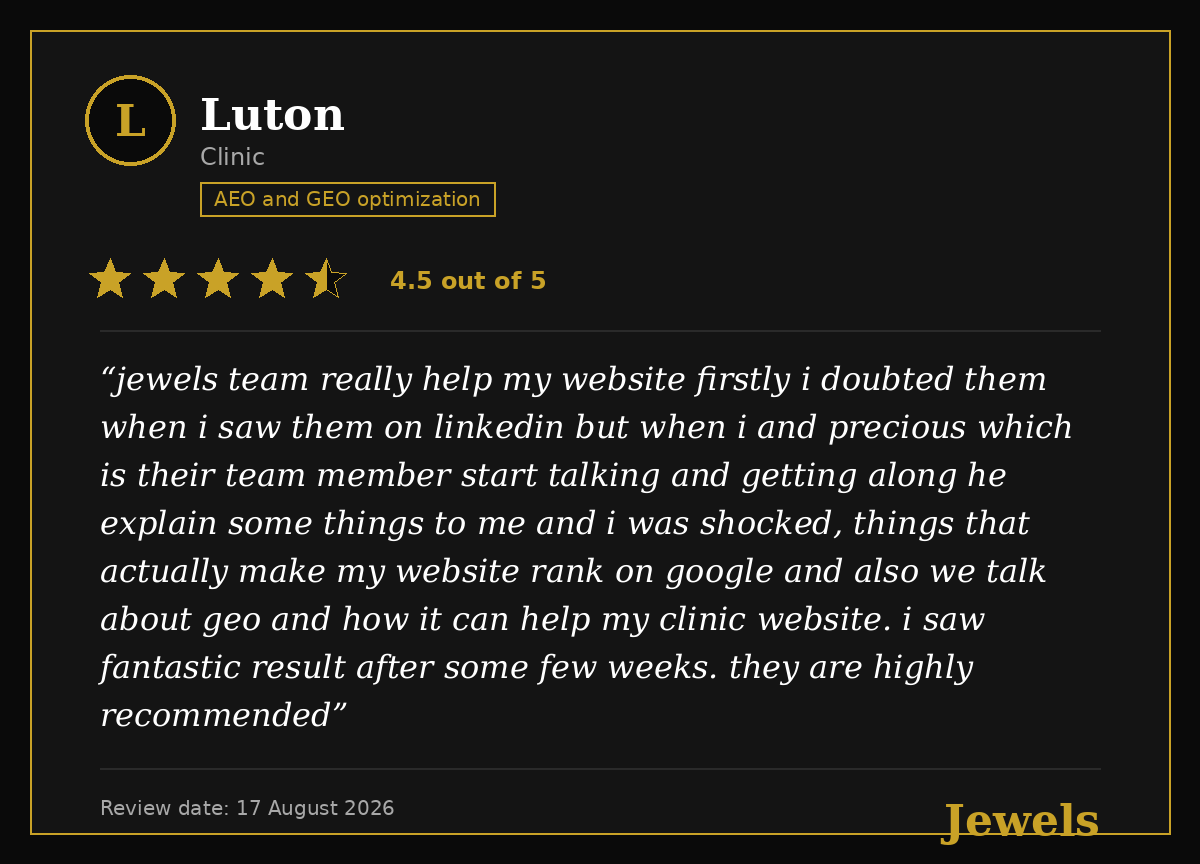 L
Luton
Clinic
AEO and GEO optimization
4.5 out of 5
“jewels team really help my website firstly i doubted them
when i saw them on linkedin but when i and precious which
is their team member start talking and getting along he
explain some things to me and i was shocked, things that
actually make my website rank on google and also we talk
about geo and how it can help my clinic website. i saw
fantastic result after some few weeks. they are highly
recommended”
Review date: 17 August 2026
Jewels